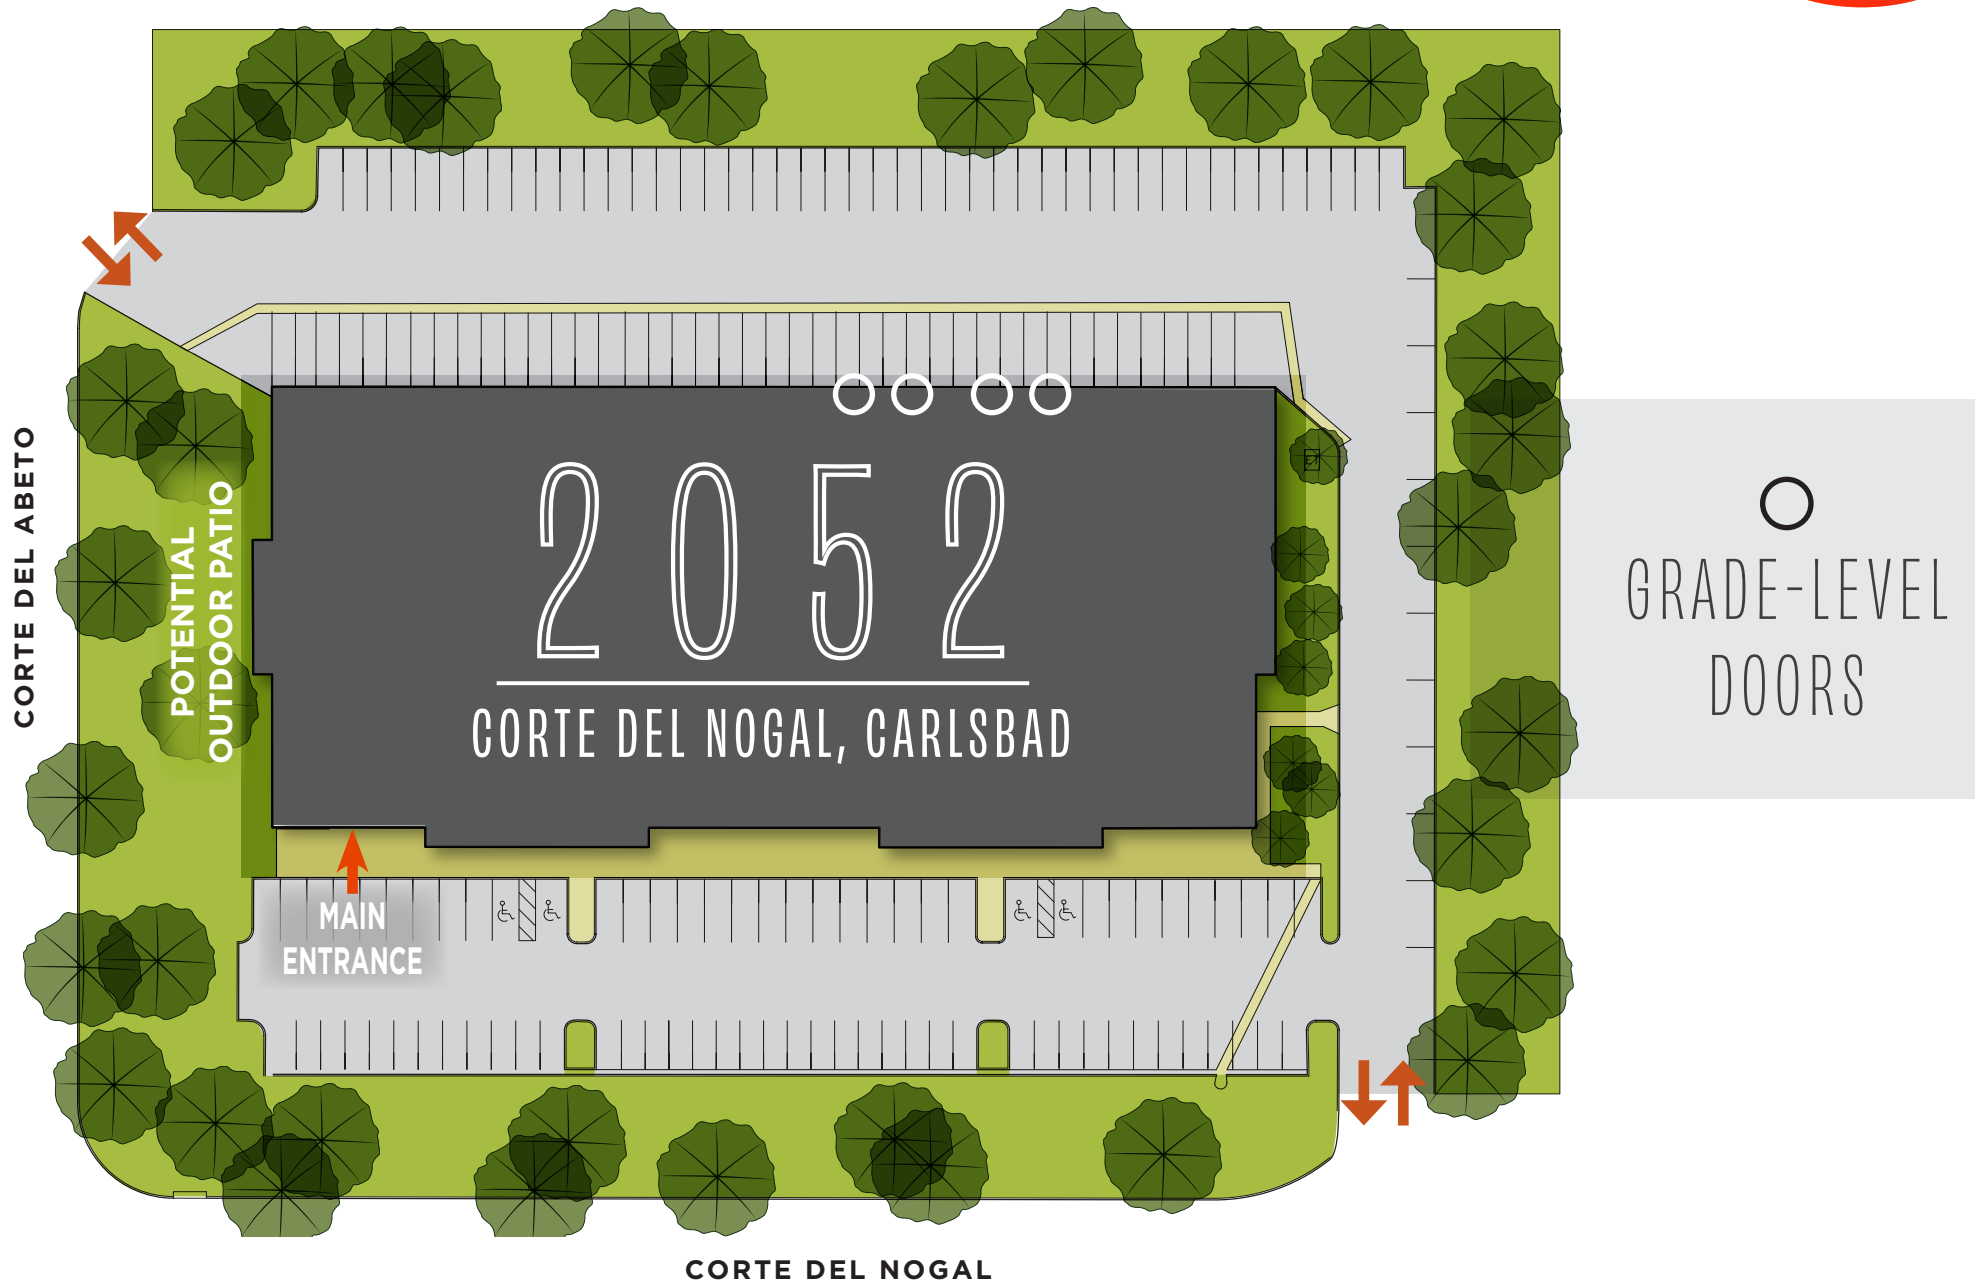 CORTE DEL ABETO
POTENTIAL
OUTDOOR PATIO
2052
CORTE DEL NOGAL, CARLSBAD
GRADE-LEVEL
DOORS
MAIN
ENTRANCE
CORTE DEL NOGAL